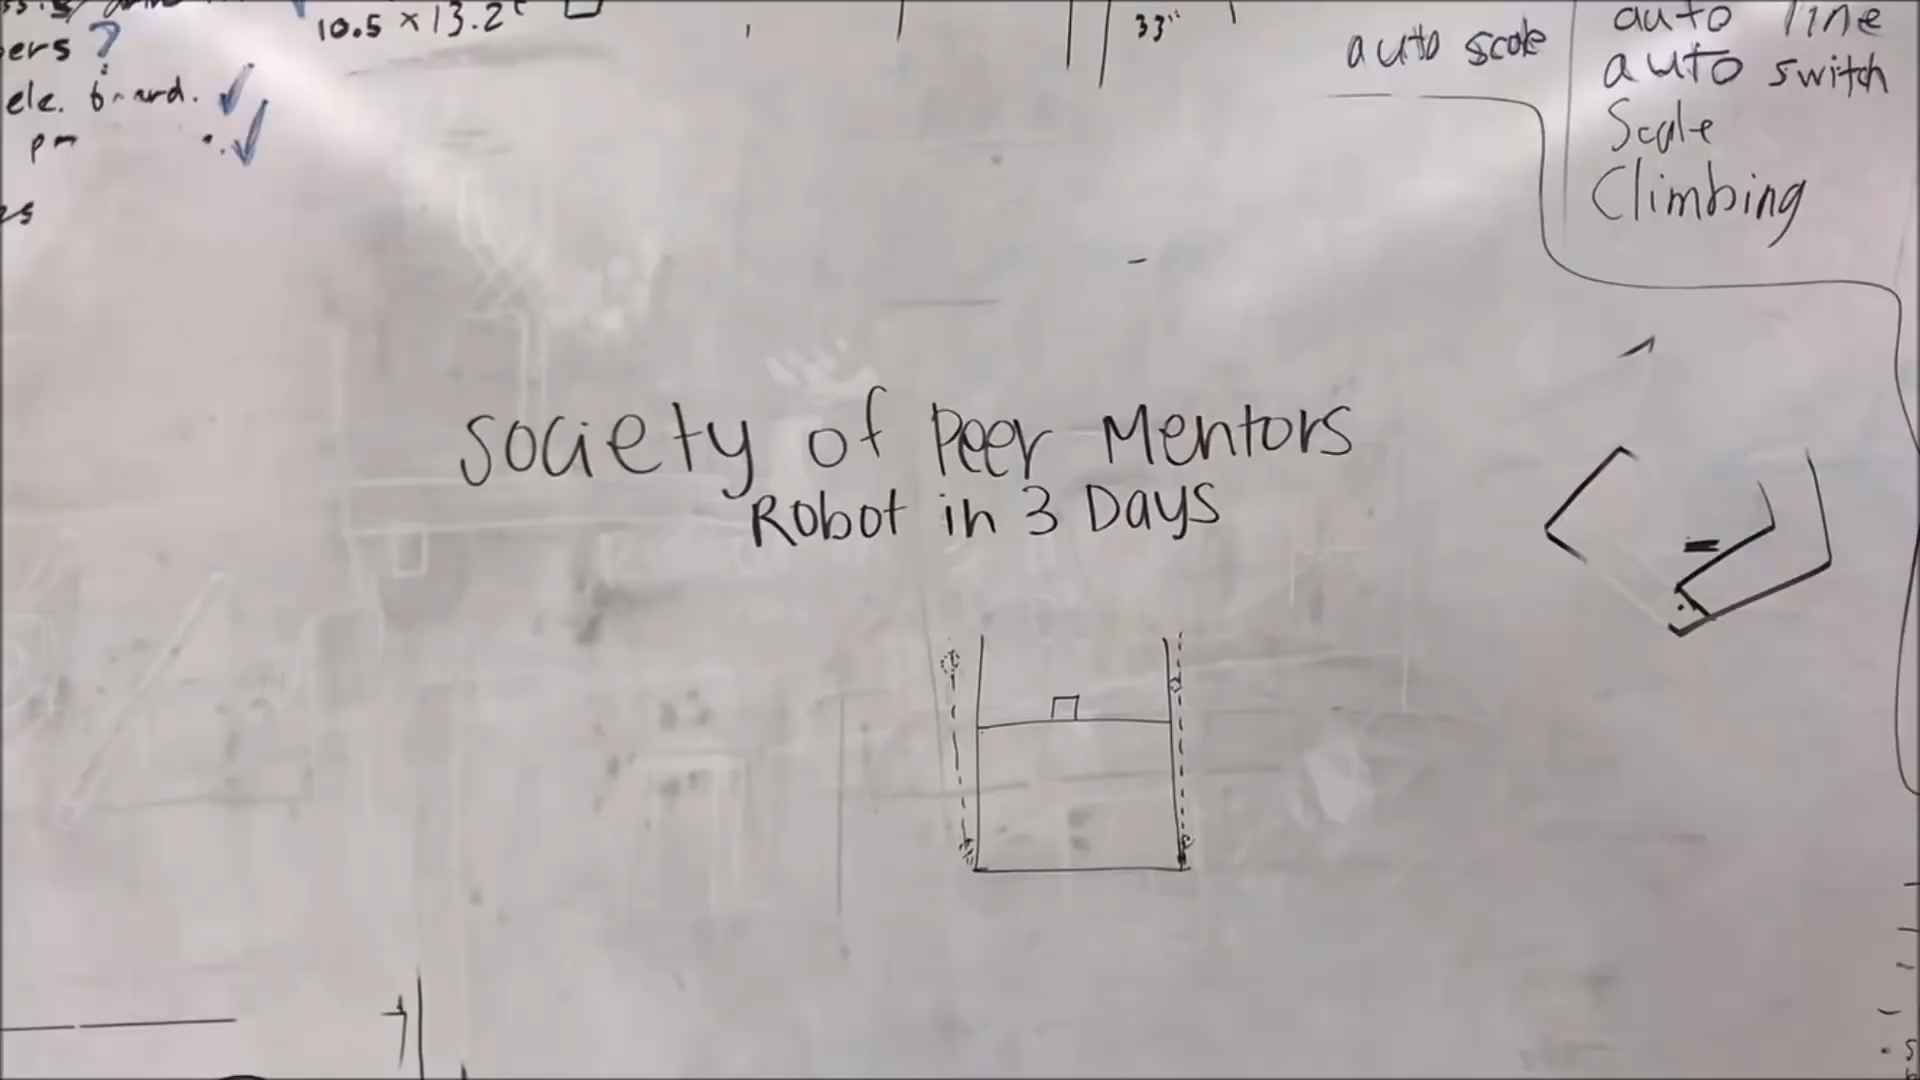 10.5 x 13.2
33"
ers ?
ele. board.
auto scale
auto line
auto switch
Scale
Climbing
Society of Peer Mentors
Robot in 3 Days